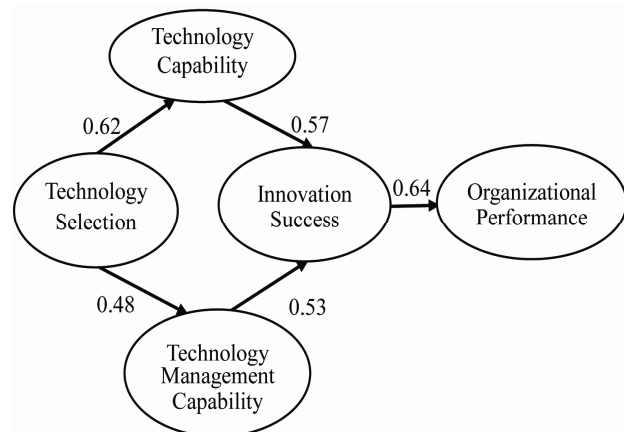 Technology
Capability
0.62
0.57
Technology
Selection
Innovation
Success
0.64
Organizational
Performance
0.48
0.53
Technology
Management
Capability